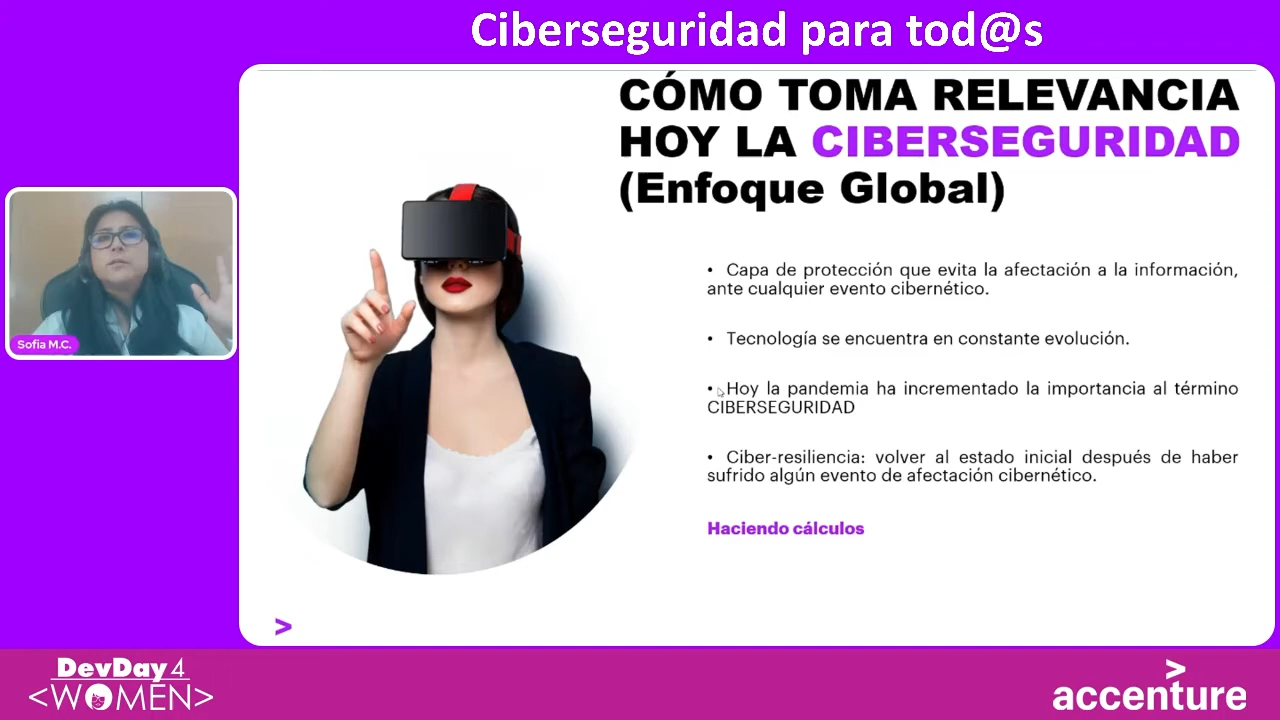 Ciberseguridad para tod@s
CÓMO TOMA RELEVANCIA
HOY LA CIBERSEGURIDAD
(Enfoque Global)
• Capa de protección que evita la afectación a la información,
ante cualquier evento cibernético.
• Tecnología se encuentra en constante evolución.
• Hoy la pandemia ha incrementado la importancia al término
CIBERSEGURIDAD
• Ciber-resiliencia: volver al estado inicial después de haber
sufrido algún evento de afectación cibernético.
Haciendo cálculos
>
Sofia M.C.
DevDay4
<WOMEN>
accenture